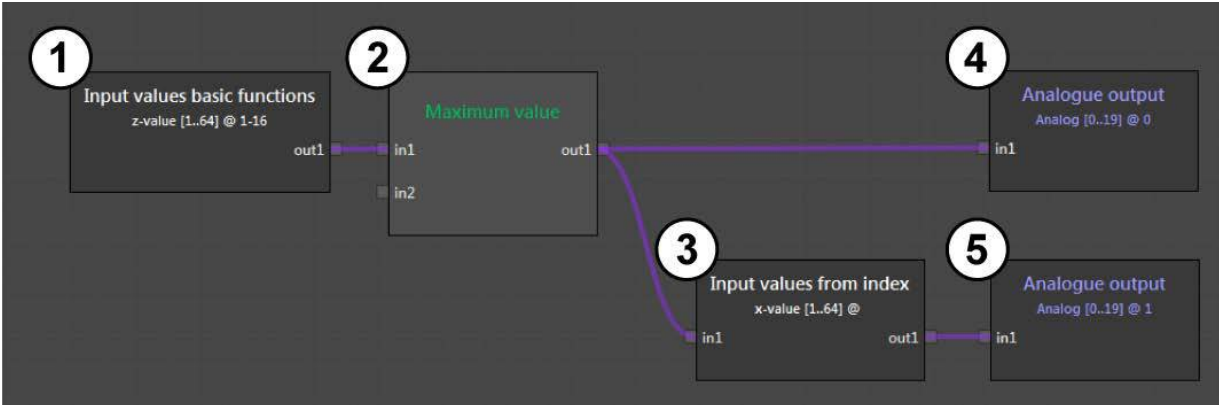 1
Input values basic functions
z-value [1..64] @ 1-16
out1
2
Maximum value
in1
out1
in2
4
Analogue output
Analog [0..19] @ 0
in1
3
Input values from index
x-value [1..64] @
in1
out1
5
Analogue output
Analog [0..19] @ 1
in1